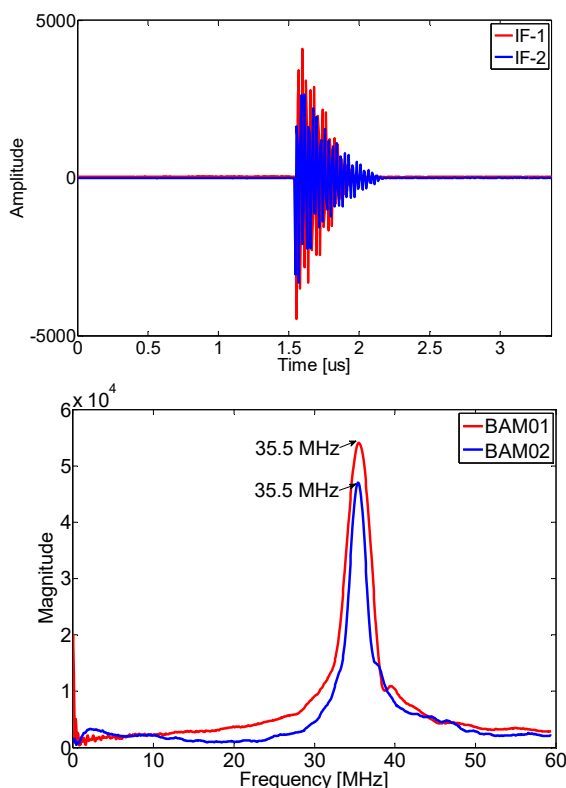 5000
IF-1
IF-2
Amplitude
0
-5000
0 0.5 1 1.5 2 2.5 3
Time [us]
x 10^4
6
BAM01
BAM02
35.5 MHz
5
35.5 MHz
4
Magnitude
3
2
1
0
0 10 20 30 40 50 60
Frequency [MHz]